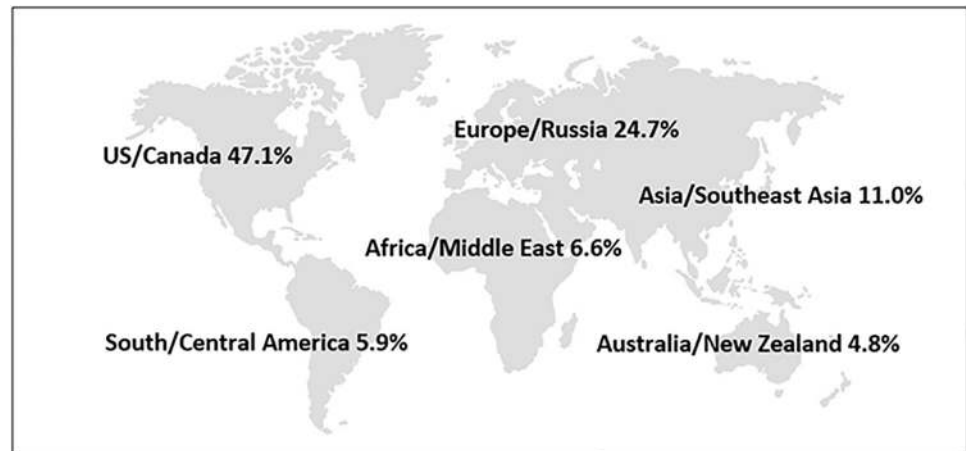 Europe/Russia 24.7%
US/Canada 47.1%
Asia/Southeast Asia 11.0%
Africa/Middle East 6.6%
South/Central America 5.9%
Australia/New Zealand 4.8%